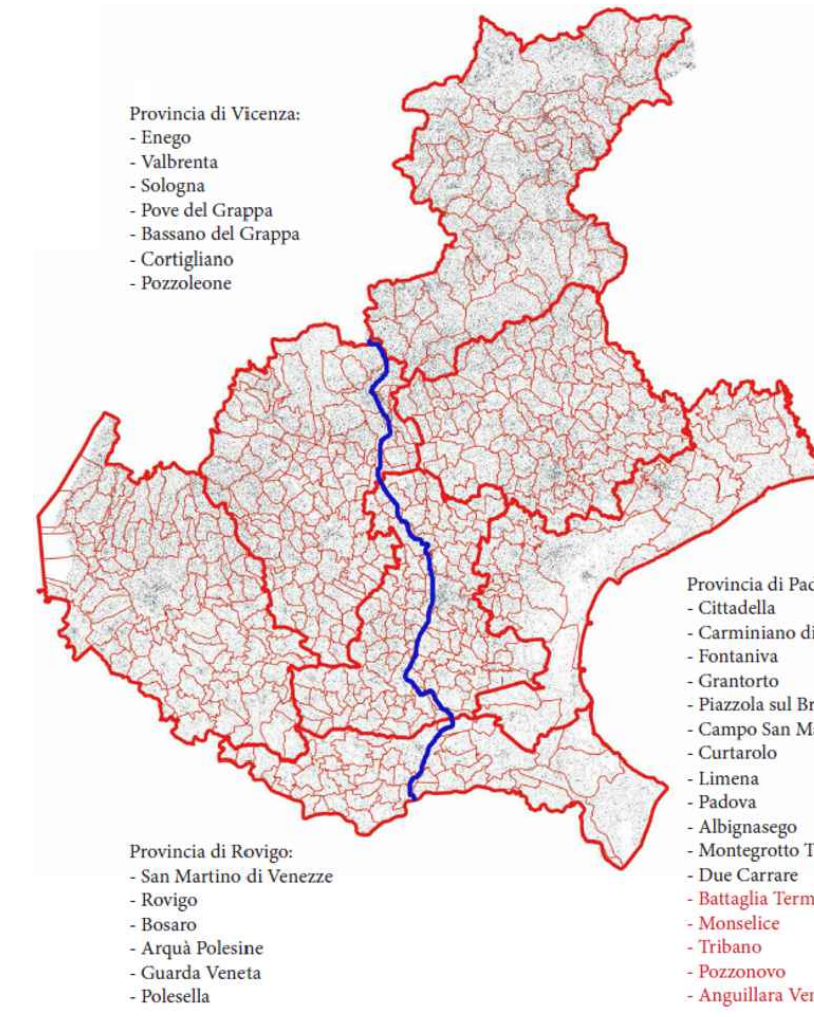 Provincia di Vicenza:
- Enego
- Valbrenta
- Sologna
- Pove del Grappa
- Bassano del Grappa
- Cortigliano
- Pozzoleone
Provincia di Pad
- Cittadella
- Carminiano di
- Fontaniva
- Grantorto
- Piazzola sul Br
- Campo San Ma
- Curtarolo
- Limena
- Padova
- Albignasego
- Montegrotto T
- Due Carrare
- Battaglia Term
- Monselice
- Tribano
- Pozzonovo
- Anguillara Ven
Provincia di Rovigo:
- San Martino di Venezze
- Rovigo
- Bosaro
- Arquà Polesine
- Guarda Veneta
- Polesella